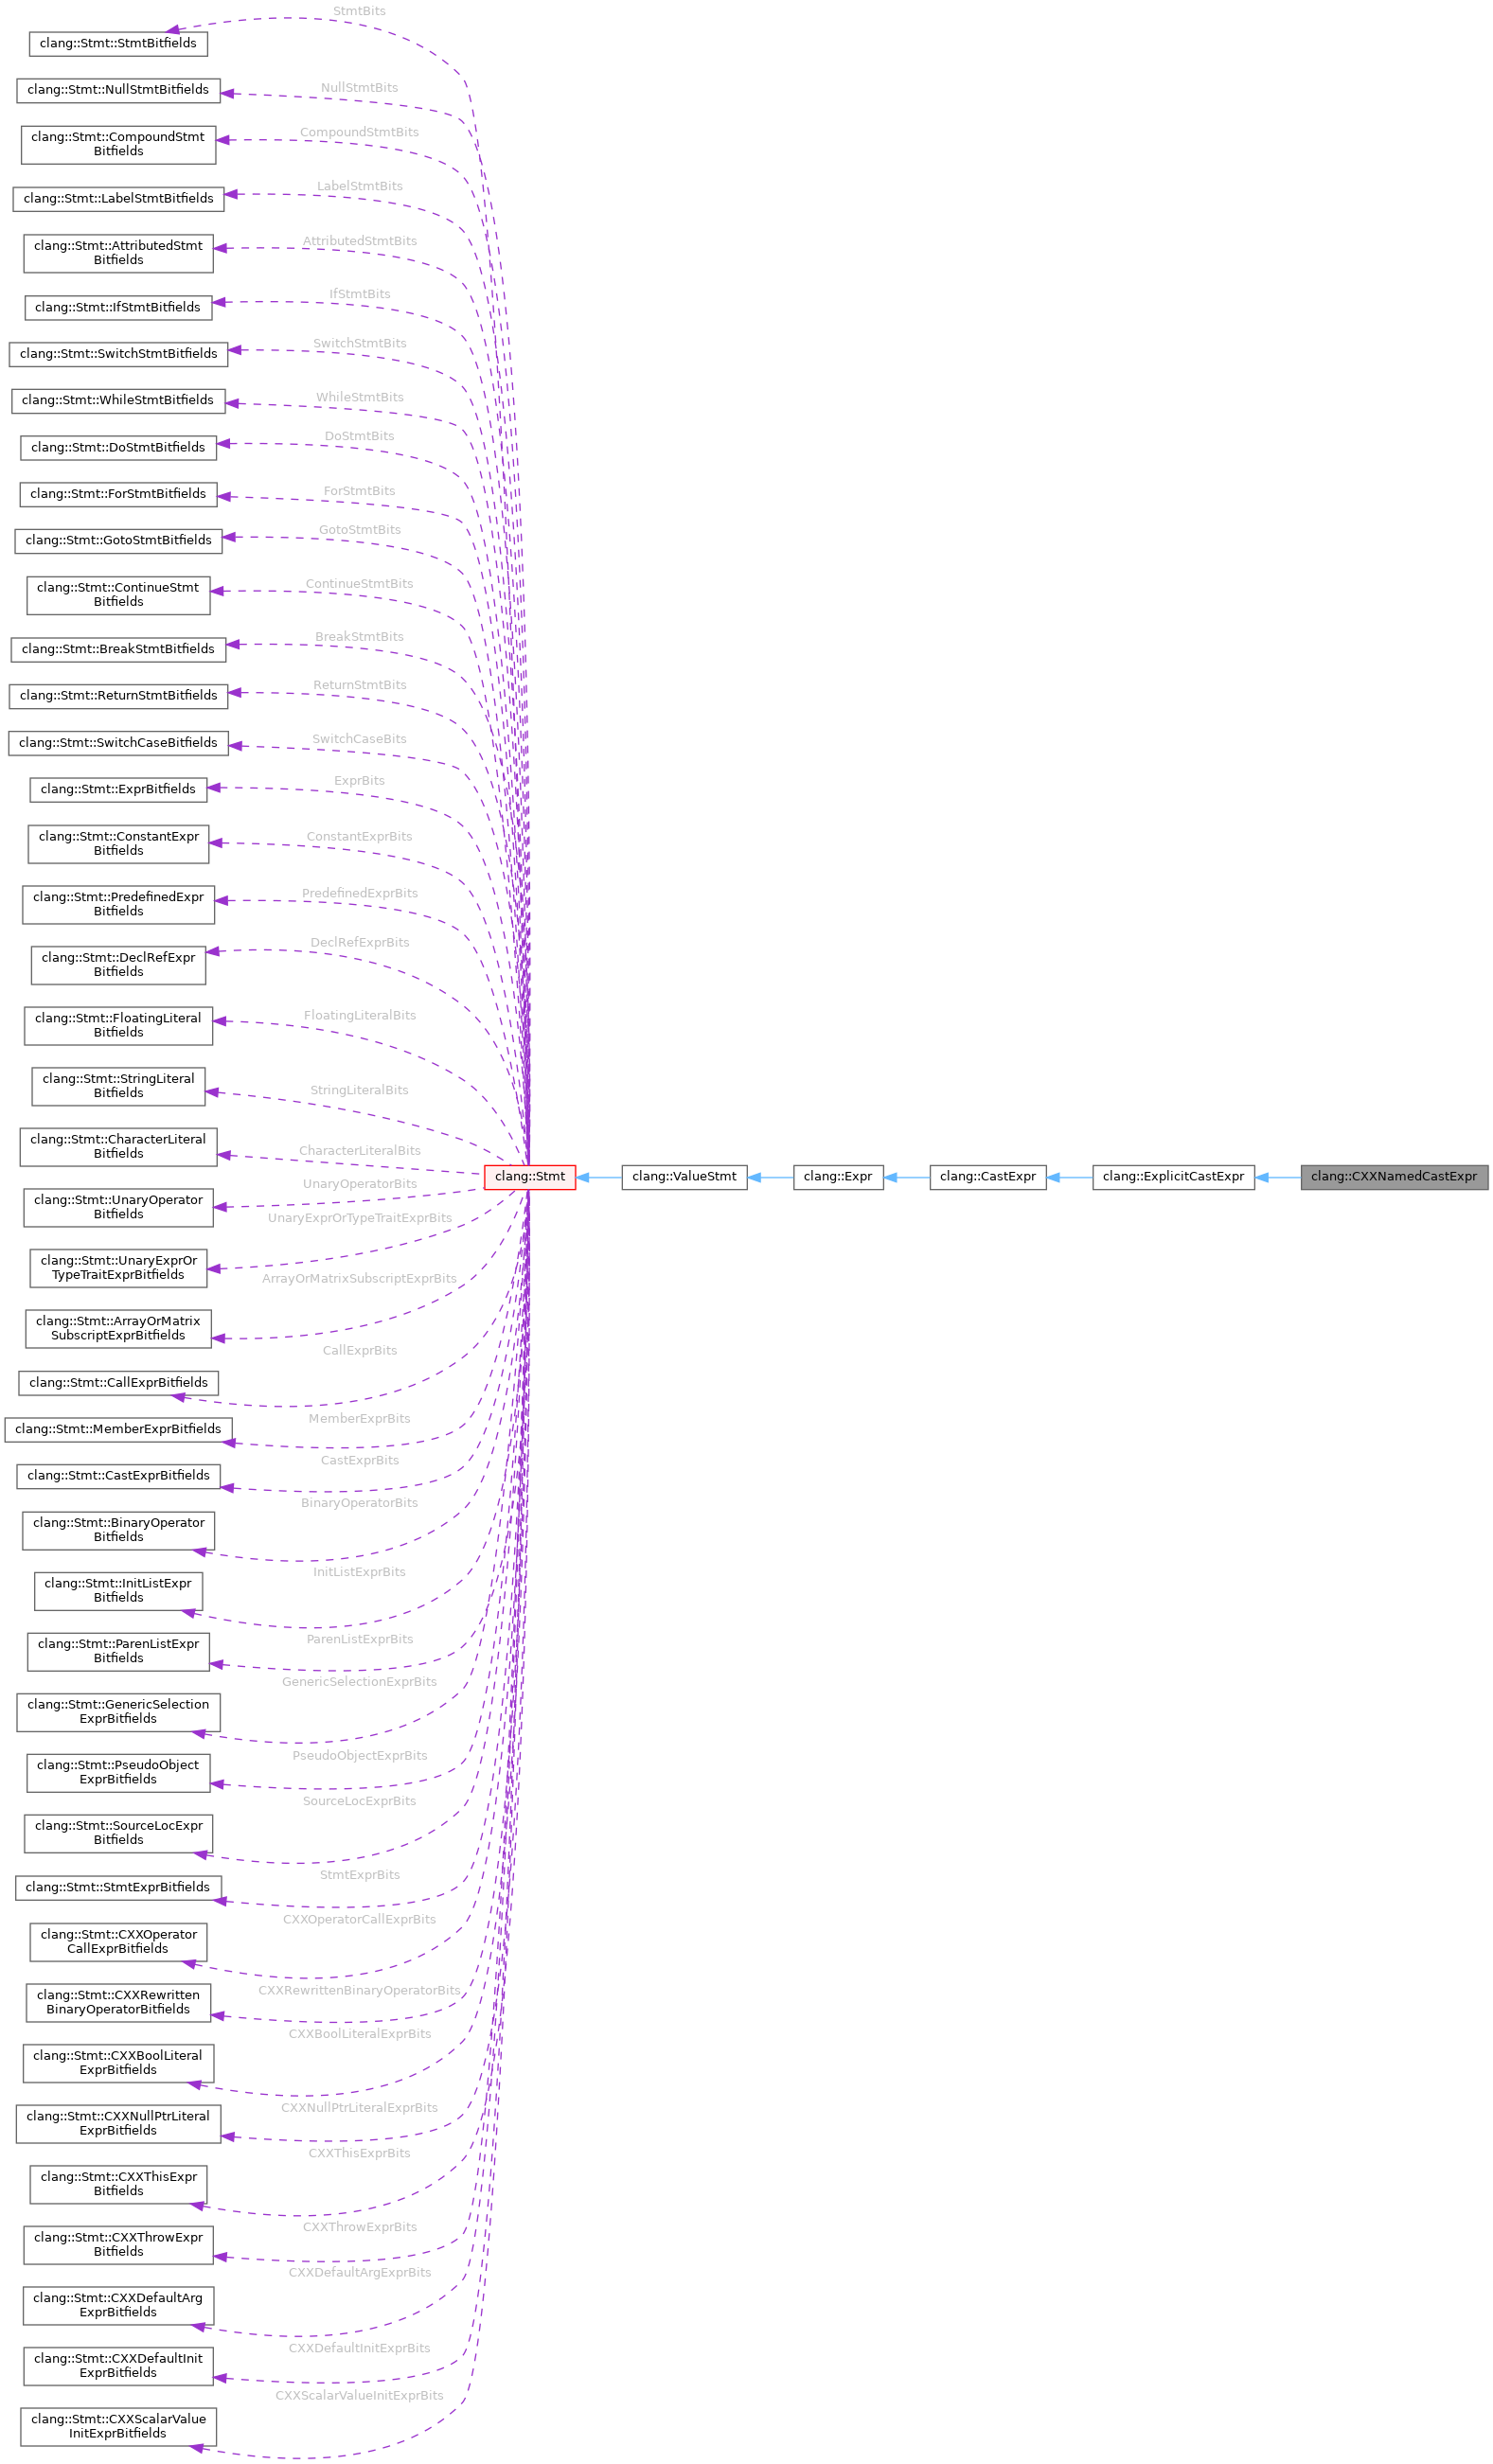 StmtBits
clang::Stmt::StmtBitfields
NullStmtBits
clang::Stmt::NullStmtBitfields
CompoundStmtBits
clang::Stmt::CompoundStmt
Bitfields
LabelStmtBits
clang::Stmt::LabelStmtBitfields
AttributedStmtBits
clang::Stmt::AttributedStmt
Bitfields
IfStmtBits
clang::Stmt::IfStmtBitfields
SwitchStmtBits
clang::Stmt::SwitchStmtBitfields
WhileStmtBits
clang::Stmt::WhileStmtBitfields
DoStmtBits
clang::Stmt::DoStmtBitfields
ForStmtBits
clang::Stmt::ForStmtBitfields
GotoStmtBits
clang::Stmt::GotoStmtBitfields
ContinueStmtBits
clang::Stmt::ContinueStmt
Bitfields
BreakStmtBits
clang::Stmt::BreakStmtBitfields
ReturnStmtBits
clang::Stmt::ReturnStmtBitfields
SwitchCaseBits
clang::Stmt::SwitchCaseBitfields
ExprBits
clang::Stmt::ExprBitfields
ConstantExprBits
clang::Stmt::ConstantExpr
Bitfields
PredefinedExprBits
clang::Stmt::PredefinedExpr
Bitfields
DeclRefExprBits
clang::Stmt::DeclRefExpr
Bitfields
FloatingLiteralBits
clang::Stmt::FloatingLiteral
Bitfields
StringLiteralBits
clang::Stmt::StringLiteral
Bitfields
CharacterLiteralBits
clang::Stmt::CharacterLiteral
Bitfields
clang::Stmt
clang::ValueStmt
clang::Expr
clang::CastExpr
clang::ExplicitCastExpr
clang::CXXNamedCastExpr
UnaryOperatorBits
clang::Stmt::UnaryOperator
Bitfields
UnaryExprOrTypeTraitExprBits
clang::Stmt::UnaryExprOr
TypeTraitExprBitfields
ArrayOrMatrixSubscriptExprBits
clang::Stmt::ArrayOrMatrix
SubscriptExprBitfields
CallExprBits
clang::Stmt::CallExprBitfields
MemberExprBits
clang::Stmt::MemberExprBitfields
CastExprBits
clang::Stmt::CastExprBitfields
BinaryOperatorBits
clang::Stmt::BinaryOperator
Bitfields
InitListExprBits
clang::Stmt::InitListExpr
Bitfields
ParenListExprBits
clang::Stmt::ParenListExpr
Bitfields
GenericSelectionExprBits
clang::Stmt::GenericSelection
ExprBitfields
PseudoObjectExprBits
clang::Stmt::PseudoObject
ExprBitfields
SourceLocExprBits
clang::Stmt::SourceLocExpr
Bitfields
StmtExprBits
clang::Stmt::StmtExprBitfields
CXXOperatorCallExprBits
clang::Stmt::CXXOperator
CallExprBitfields
CXXRewrittenBinaryOperatorBits
clang::Stmt::CXXRewritten
BinaryOperatorBitfields
CXXBoolLiteralExprBits
clang::Stmt::CXXBoolLiteral
ExprBitfields
CXXNullPtrLiteralExprBits
clang::Stmt::CXXNullPtrLiteral
ExprBitfields
CXXThisExprBits
clang::Stmt::CXXThisExpr
Bitfields
CXXThrowExprBits
clang::Stmt::CXXThrowExpr
Bitfields
CXXDefaultArgExprBits
clang::Stmt::CXXDefaultArg
ExprBitfields
CXXDefaultInitExprBits
clang::Stmt::CXXDefaultInit
ExprBitfields
CXXScalarValueInitExprBits
clang::Stmt::CXXScalarValue
InitExprBitfields